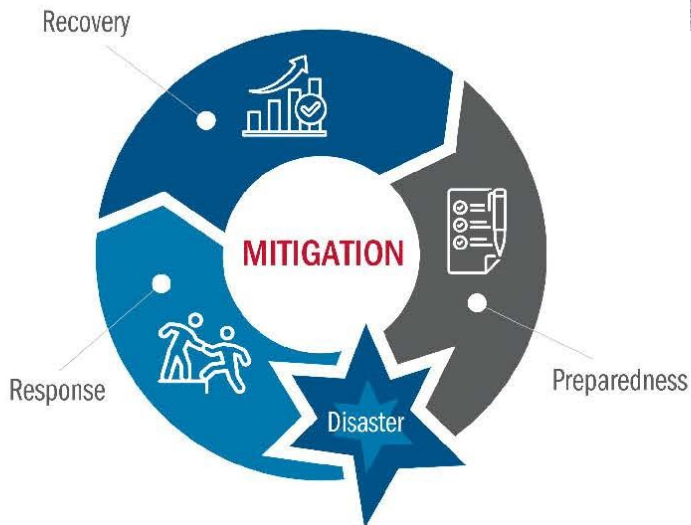 Recovery
MITIGATION
Response
Preparedness
Disaster